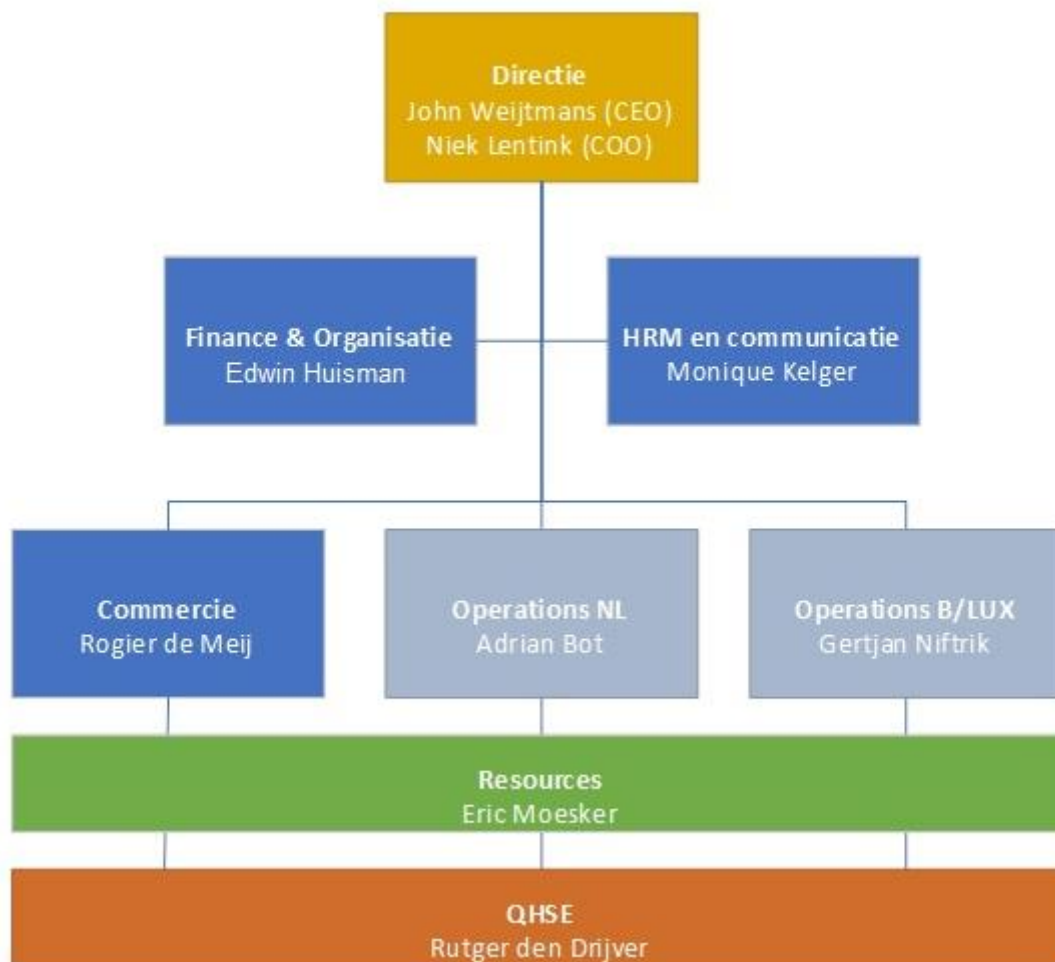 Directie
John Weijtmans (CEO)
Niek Lentink (COO)
Finance & Organisatie
Edwin Huisman
HRM en communicatie
Monique Kelger
Commercie
Rogier de Meij
Operations NL
Adrian Bot
Operations B/LUX
Gertjan Niftrik
Resources
Eric Moesker
QHSE
Rutger den Drijver